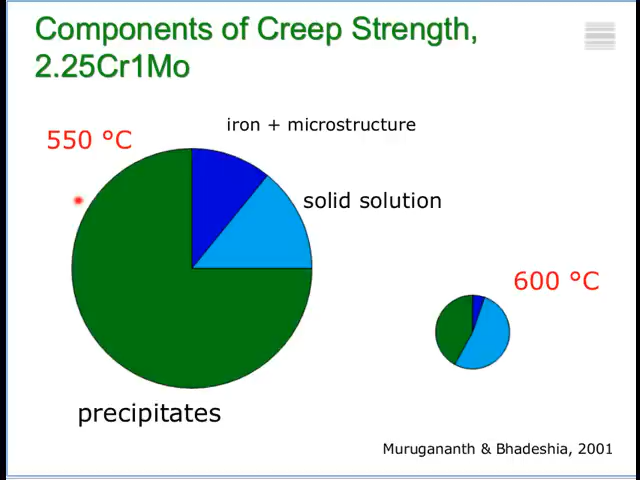 Components of Creep Strength,
2.25Cr1Mo
iron + microstructure
550 °C
solid solution
600 °C
precipitates
Murugananth & Bhadeshia, 2001